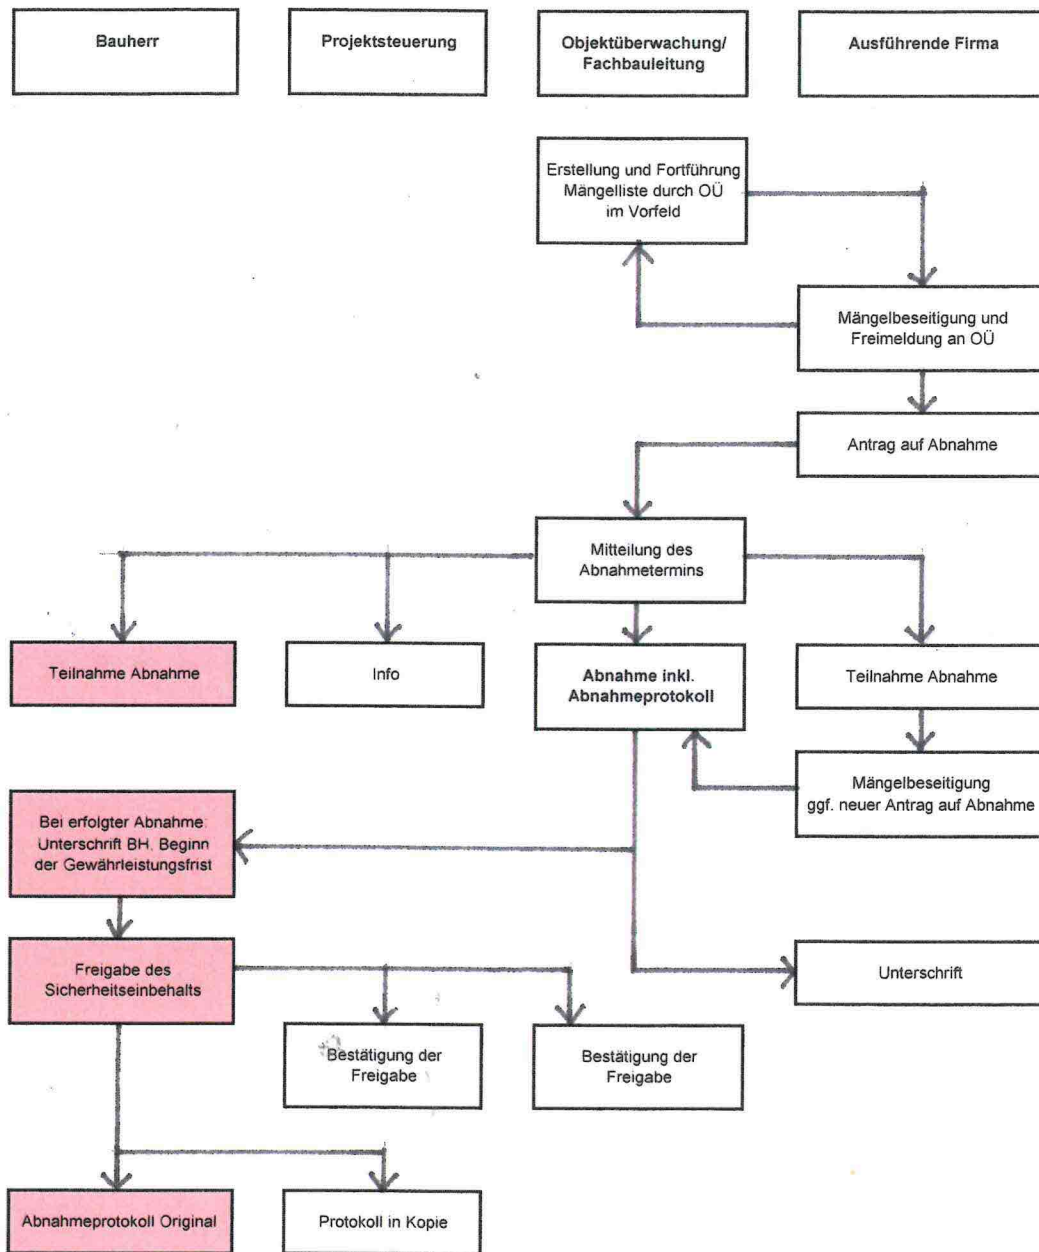 Bauherr
Projektsteuerung
Objektüberwachung/
Fachbauleitung
Ausführende Firma
Erstellung und Fortführung
Mängelliste durch OÜ
im Vorfeld
Mängelbeseitigung und
Freimeldung an OÜ
Antrag auf Abnahme
Mitteilung des
Abnahmetermins
Teilnahme Abnahme
Info
Abnahme inkl.
Abnahmeprotokoll
Teilnahme Abnahme
Mängelbeseitigung
ggf. neuer Antrag auf Abnahme
Bei erfolgter Abnahme:
Unterschrift BH. Beginn
der Gewährleistungsfrist
Freigabe des
Sicherheitseinbehalts
Unterschrift
Bestätigung der
Freigabe
Bestätigung der
Freigabe
Abnahmeprotokoll Original
Protokoll in Kopie